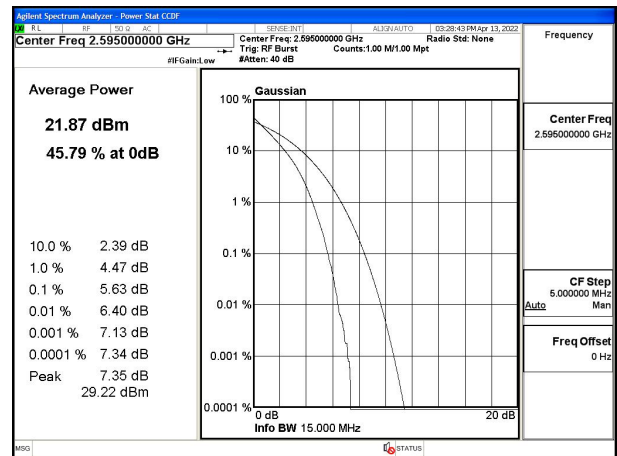 Agilent Spectrum Analyzer - Power Stat CCDF
RL RF 50 Ω AC SENSE:INT ALIGNAUTO 03:28:43 PM Apr 13, 2022
Center Freq 2.595000000 GHz
Center Freq: 2.595000000 GHz Radio Std: None
Trig: RF Burst Counts:1.00 M/1.00 Mpt
#IFGain:Low #Atten: 40 dB
Frequency
Average Power
21.87 dBm
45.79 % at 0dB
10.0 % 2.39 dB
1.0 % 4.47 dB
0.1 % 5.63 dB
0.01 % 6.40 dB
0.001 % 7.13 dB
0.0001 % 7.34 dB
Peak 7.35 dB
29.22 dBm
Gaussian
100 %
10 %
1 %
0.1 %
0.01 %
0.001 %
0.0001 %
0 dB 20 dB
Info BW 15.000 MHz
Center Freq
2.595000000 GHz
CF Step
5.000000 MHz
Auto Man
Freq Offset
0 Hz
MSG STATUS